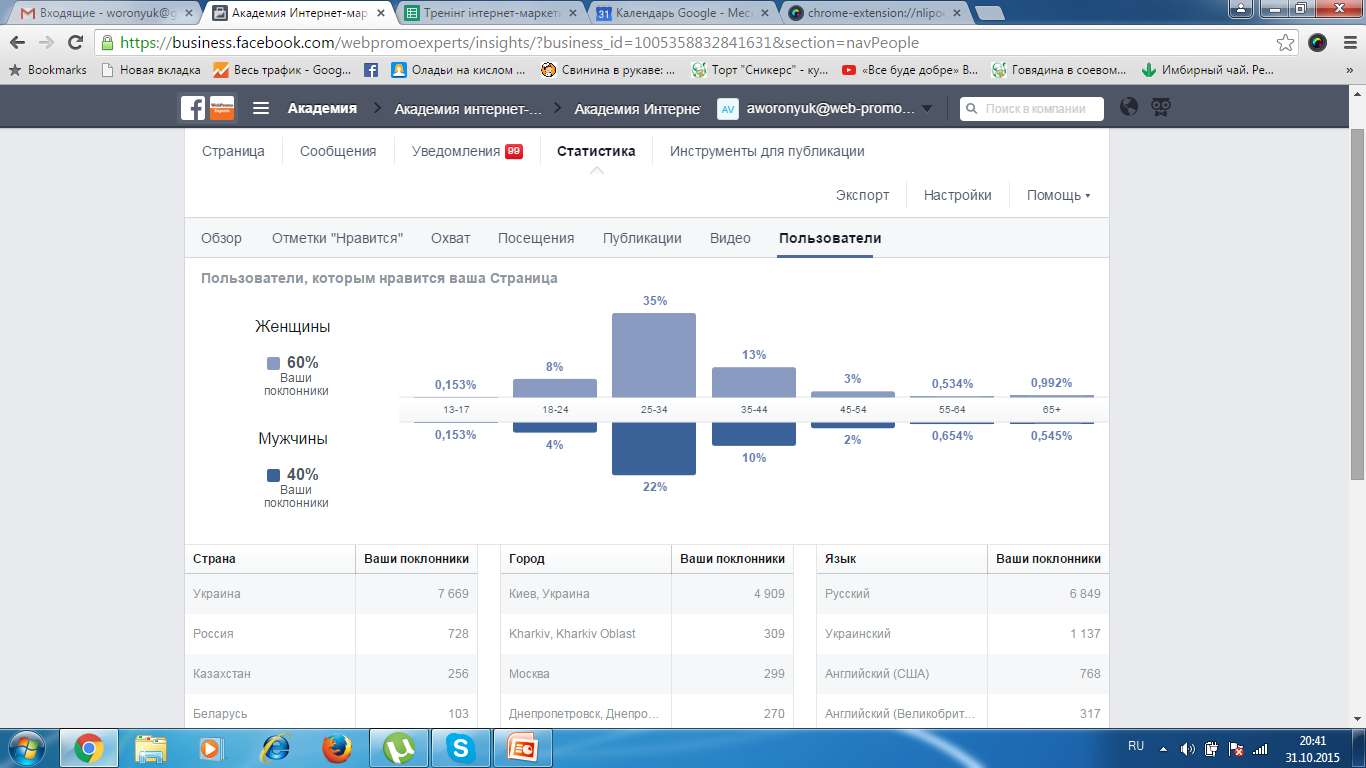 Входящие - woronyuk@g
Академия Интернет-мар
Тренінг інтернет-маркет
Календарь Google - Мес
chrome-extension://nlipoe
https://business.facebook.com/webpromoexperts/insights/?business_id=1005358832841631&section=navPeople
Bookmarks
Новая вкладка
Весь трафик - Goog...
Оладьи на кислом ...
Свинина в рукаве: ...
Торт "Сникерс" - ку...
«Все буде добре» В...
Говядина в соевом...
Имбирный чай. Ре...
»
WebPromo
Experts
Академия
Академия интернет-...
Академия Интернет
AV
aworonyuk@web-promo...
Поиск в компании
Страница
Сообщения
Уведомления 99
Статистика
Инструменты для публикации
Экспорт
Настройки
Помощь
Обзор
Отметки "Нравится"
Охват
Посещения
Публикации
Видео
Пользователи
Пользователи, которым нравится ваша Страница
Женщины
60%
Ваши
поклонники
0,153%
8%
35%
13%
3%
0,534%
0,992%
13-17
18-24
25-34
35-44
45-54
55-64
65+
Мужчины
40%
Ваши
поклонники
0,153%
4%
22%
10%
2%
0,654%
0,545%
Страна Ваши поклонники
Украина 7 669
Россия 728
Казахстан 256
Беларусь 103
Город Ваши поклонники
Киев, Украина 4 909
Kharkiv, Kharkiv Oblast 309
Москва 299
Днепропетровск, Днепро... 270
Язык Ваши поклонники
Русский 6 849
Украинский 1 137
Английский (США) 768
Английский (Великобрит... 317
RU
20:41
31.10.2015